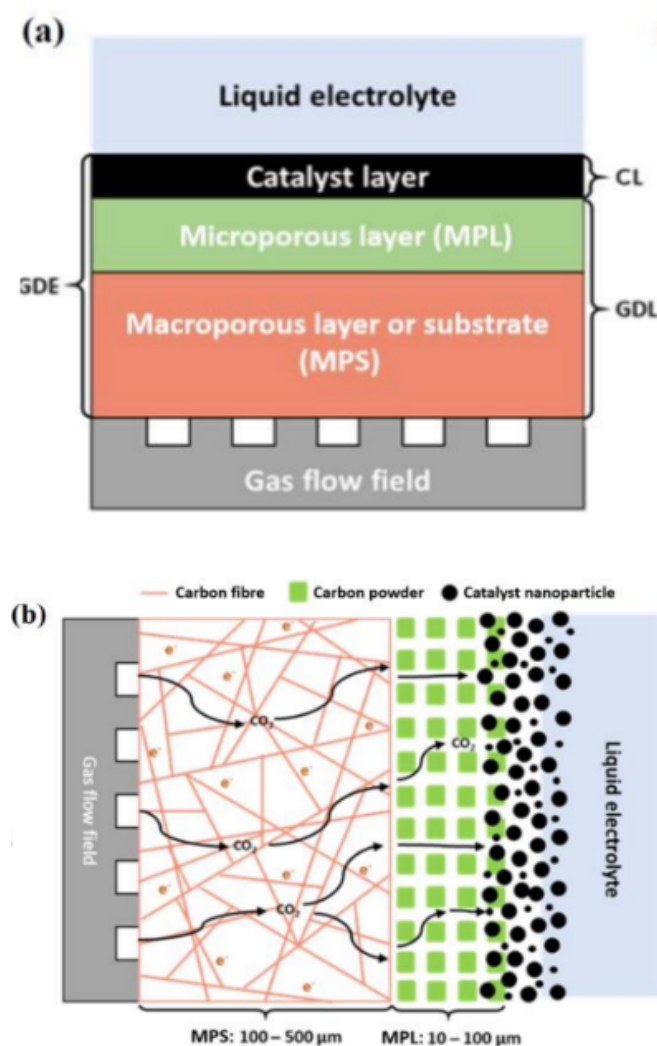 (a)
Liquid electrolyte
Catalyst layer
CL
Microporous layer (MPL)
GDE
Macroporous layer or substrate
(MPS)
GDL
Gas flow field
Carbon fibre
Carbon powder
Catalyst nanoparticle
(b)
Gas flow field
CO₂
CO₂
CO₂
CO₂
Liquid electrolyte
MPS: 100 – 500 μm
MPL: 10 – 100 μm